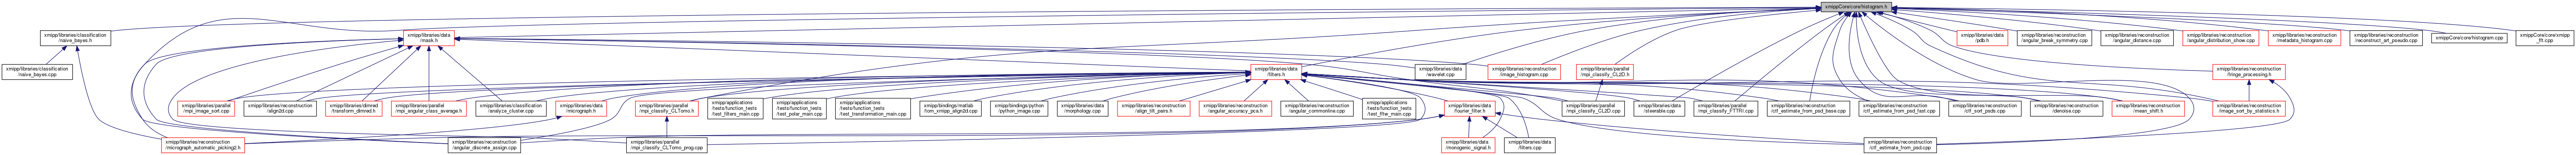 xmippCore/core/histogram.h
xmipp/libraries/classification
/naive_bayes.h
xmipp/libraries/data
/mask.h
xmipp/libraries/data
/pdb.h
xmipp/libraries/reconstruction
/angular_break_symmetry.cpp
xmipp/libraries/reconstruction
/angular_distance.cpp
xmipp/libraries/reconstruction
/angular_distribution_show.cpp
xmipp/libraries/reconstruction
/metadata_histogram.cpp
xmipp/libraries/reconstruction
/reconstruct_art_pseudo.cpp
xmippCore/core/histogram.cpp
xmippCore/core/xmipp
_fft.cpp
xmipp/libraries/classification
/naive_bayes.cpp
xmipp/libraries/data
/filters.h
xmipp/libraries/data
/wavelet.cpp
xmipp/libraries/reconstruction
/image_histogram.cpp
xmipp/libraries/parallel
/mpi_classify_CL2D.h
xmipp/libraries/reconstruction
/fringe_processing.h
xmipp/libraries/parallel
/mpi_image_sort.cpp
xmipp/libraries/reconstruction
/align3d.cpp
xmipp/libraries/dimred
/transform_dimred.h
xmipp/libraries/parallel
/mpi_angular_class_average.h
xmipp/libraries/classification
/analyze_cluster.cpp
xmipp/libraries/data
/micrograph.h
xmipp/libraries/parallel
/mpi_classify_CLTomo.h
xmipp/applications
/tests/function_tests
/test_filters_main.cpp
xmipp/applications
/tests/function_tests
/test_polar_main.cpp
xmipp/applications
/tests/function_tests
/test_transformation_main.cpp
xmipp/bindings/matlab
/tom_xmipp_align2d.cpp
xmipp/bindings/python
/python_image.cpp
xmipp/libraries/data
/morphology.cpp
xmipp/libraries/reconstruction
/align_tilt_pairs.h
xmipp/libraries/reconstruction
/angular_accuracy_pca.h
xmipp/libraries/reconstruction
/angular_commonline.cpp
xmipp/applications
/tests/function_tests
/test_fftw_main.cpp
xmipp/libraries/data
/fourier_filter.h
xmipp/libraries/parallel
/mpi_classify_CL2D.cpp
xmipp/libraries/data
/steerable.cpp
xmipp/libraries/parallel
/mpi_classify_FTTRI.cpp
xmipp/libraries/reconstruction
/ctf_estimate_from_psd_base.cpp
xmipp/libraries/reconstruction
/ctf_estimate_from_psd_fast.cpp
xmipp/libraries/reconstruction
/ctf_sort_psds.cpp
xmipp/libraries/reconstruction
/denoise.cpp
xmipp/libraries/reconstruction
/mean_shift.h
xmipp/libraries/reconstruction
/image_sort_by_statistics.h
xmipp/libraries/reconstruction
/micrograph_automatic_picking2.h
xmipp/libraries/reconstruction
/angular_discrete_assign.cpp
xmipp/libraries/parallel
/mpi_classify_CLTomo_prog.cpp
xmipp/libraries/data
/monogenic_signal.h
xmipp/libraries/data
/filters.cpp
xmipp/libraries/reconstruction
/ctf_estimate_from_psd.cpp